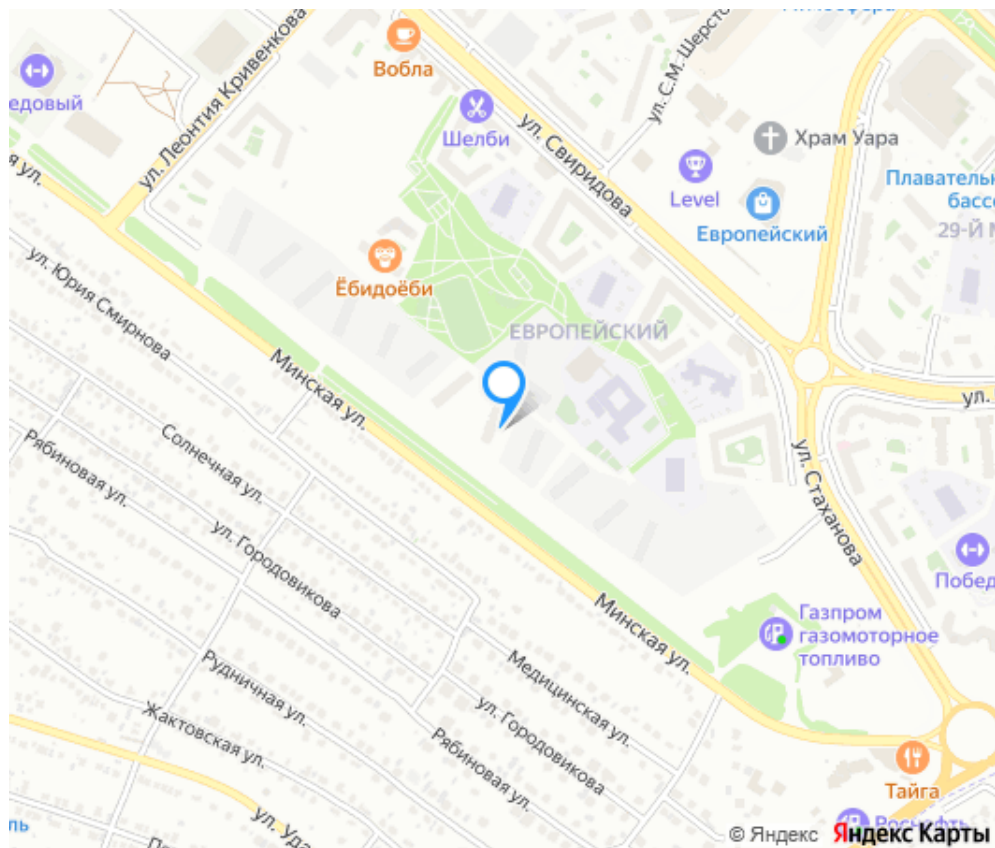 Вобла
едовый
ул. Леонтия Кривенкова
Шелби
ул. Свиридова
Храм Уара
Level
Европейский
Плавательн
бассе
29-Й М
Ёбидоёби
ЕВРОПЕЙСКИЙ
ая ул.
ул. Юрия Смирнова
Минская ул.
ул.
Солнечная ул.
Рябиновая ул.
ул. Городовикова
ул. Стаханова
Побед
Минская ул.
Газпром
газомоторное
топливо
Рудничная ул.
Медицинская ул.
ул. Городовикова
Жактовская ул.
Рябиновая ул.
Тайга
ль
ул. Уда
Роснефть
© Яндекс Яндекс Карты